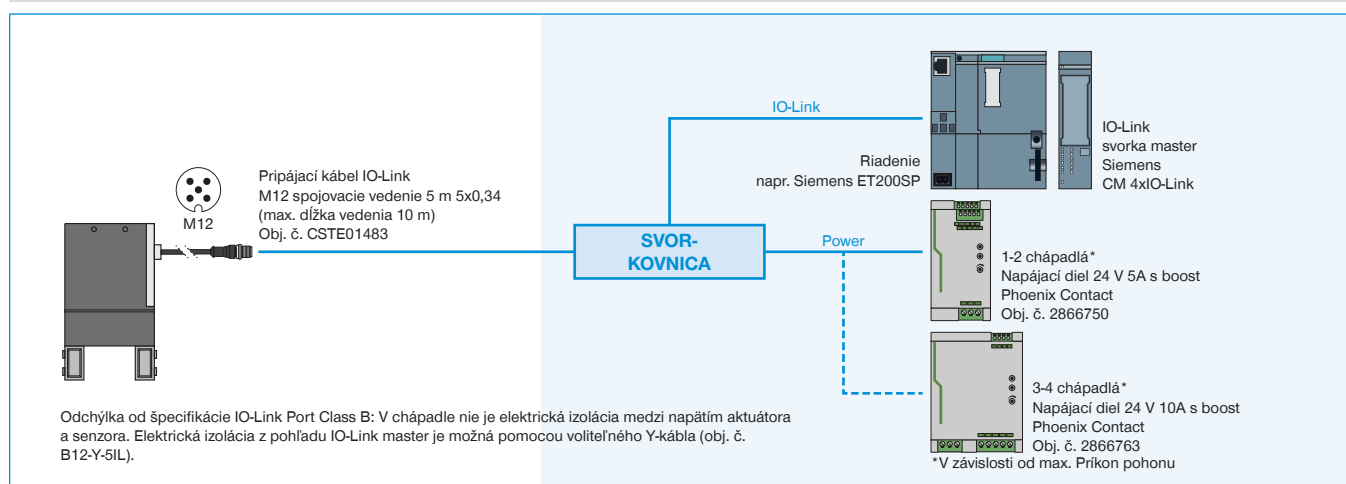 M12
Pripájací kábel IO-Link
M12 spojovacie vedenie 5 m 5x0,34
(max. dĺžka vedenia 10 m)
Obj. č. CSTE01483
SVOR-
KOVNICA
IO-Link
Power
Riadenie
napr. Siemens ET200SP
IO-Link
svorka master
Siemens
CM 4xIO-Link
1-2 chápadlá*
Napájací diel 24 V 5A s boost
Phoenix Contact
Obj. č. 2866750
3-4 chápadlá*
Napájací diel 24 V 10A s boost
Phoenix Contact
Obj. č. 2866763
*V závislosti od max. Príkon pohonu
Odchýlka od špecifikácie IO-Link Port Class B: V chápadle nie je elektrická izolácia medzi napätím aktuátora
a senzora. Elektrická izolácia z pohľadu IO-Link master je možná pomocou voliteľného Y-kábla (obj. č.
B12-Y-5IL).